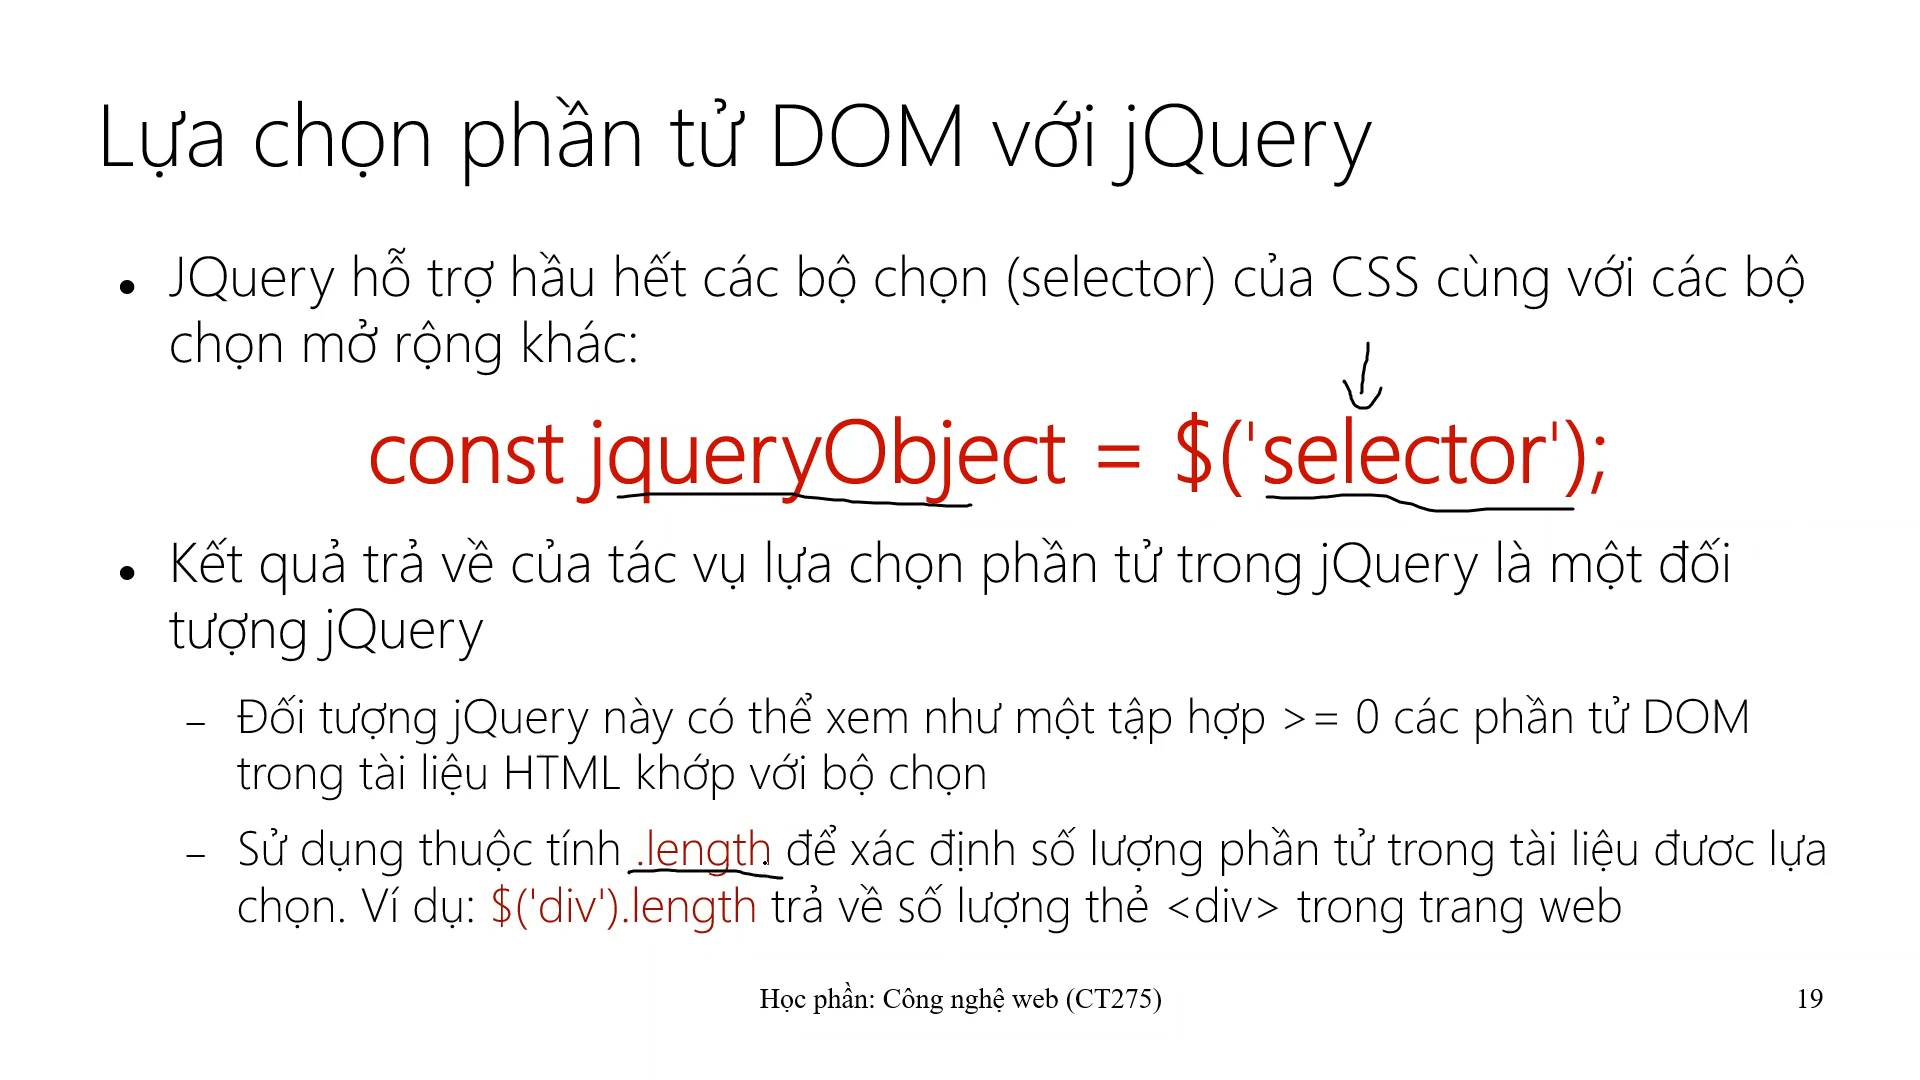 Lựa chọn phần tử DOM với jQuery
JQuery hỗ trợ hầu hết các bộ chọn (selector) của CSS cùng với các bộ
chọn mở rộng khác:
const jqueryObject = $('selector');
Kết quả trả về của tác vụ lựa chọn phần tử trong jQuery là một đối
tượng jQuery
– Đối tượng jQuery này có thể xem như một tập hợp >= 0 các phần tử DOM
trong tài liệu HTML khớp với bộ chọn
– Sử dụng thuộc tính .length để xác định số lượng phần tử trong tài liệu đươc lựa
chọn. Ví dụ: $('div').length trả về số lượng thẻ <div> trong trang web
Học phần: Công nghệ web (CT275)
19